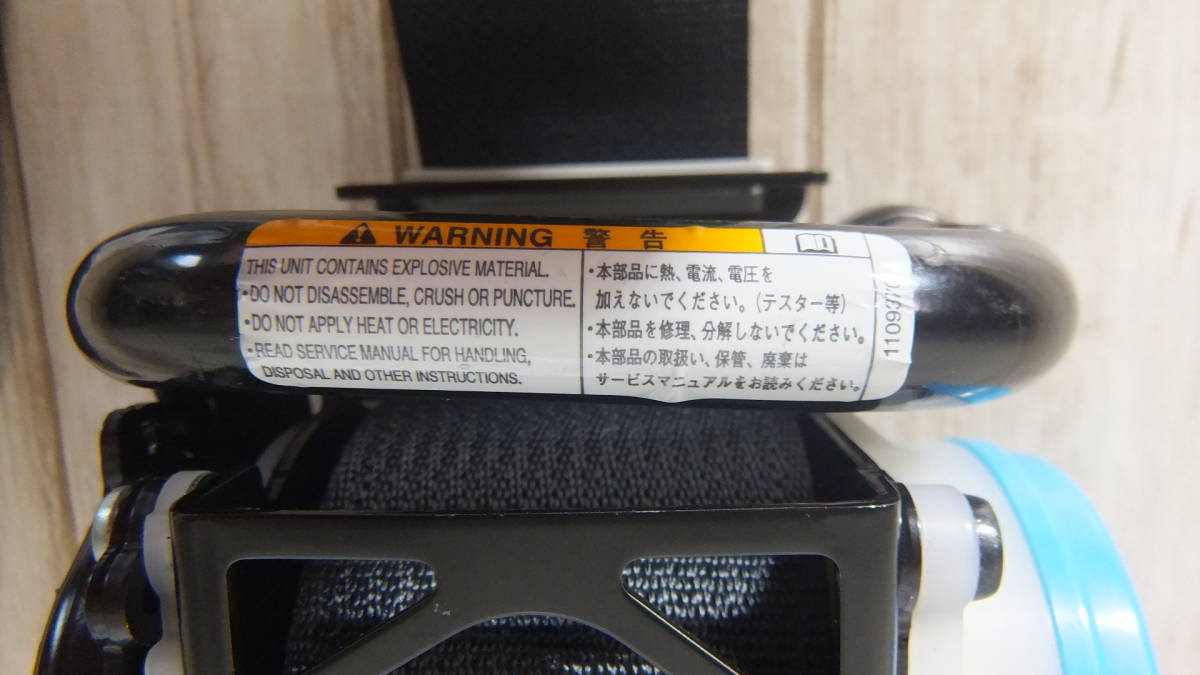 WARNING 警告
THIS UNIT CONTAINS EXPLOSIVE MATERIAL.
•DO NOT DISASSEMBLE, CRUSH OR PUNCTURE.
•DO NOT APPLY HEAT OR ELECTRICITY.
•READ SERVICE MANUAL FOR HANDLING,
DISPOSAL AND OTHER INSTRUCTIONS.
・本部品に熱、電流、電圧を
加えないでください。(テスター等)
・本部品を修理、分解しないでください。
・本部品の取扱い、保管、廃棄は
サービスマニュアルをお読みください。